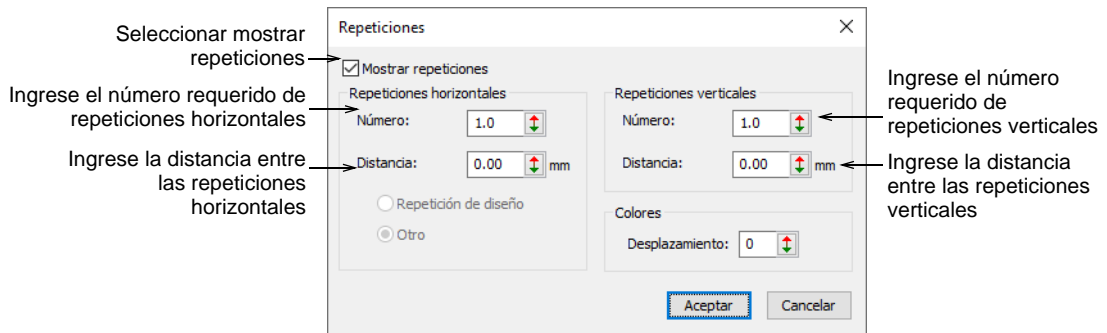 Seleccionar mostrar
repeticiones
Ingrese el número requerido de
repeticiones horizontales
Ingrese la distancia entre
las repeticiones
horizontales
Repeticiones
Mostrar repeticiones
Repeticiones horizontales
Número: 1.0
Distancia: 0.00 mm
Repetición de diseño
Otro
Repeticiones verticales
Número: 1.0
Distancia: 0.00 mm
Colores
Desplazamiento: 0
Aceptar Cancelar
Ingrese el número
requerido de
repeticiones verticales
Ingrese la distancia
entre las repeticiones
verticales